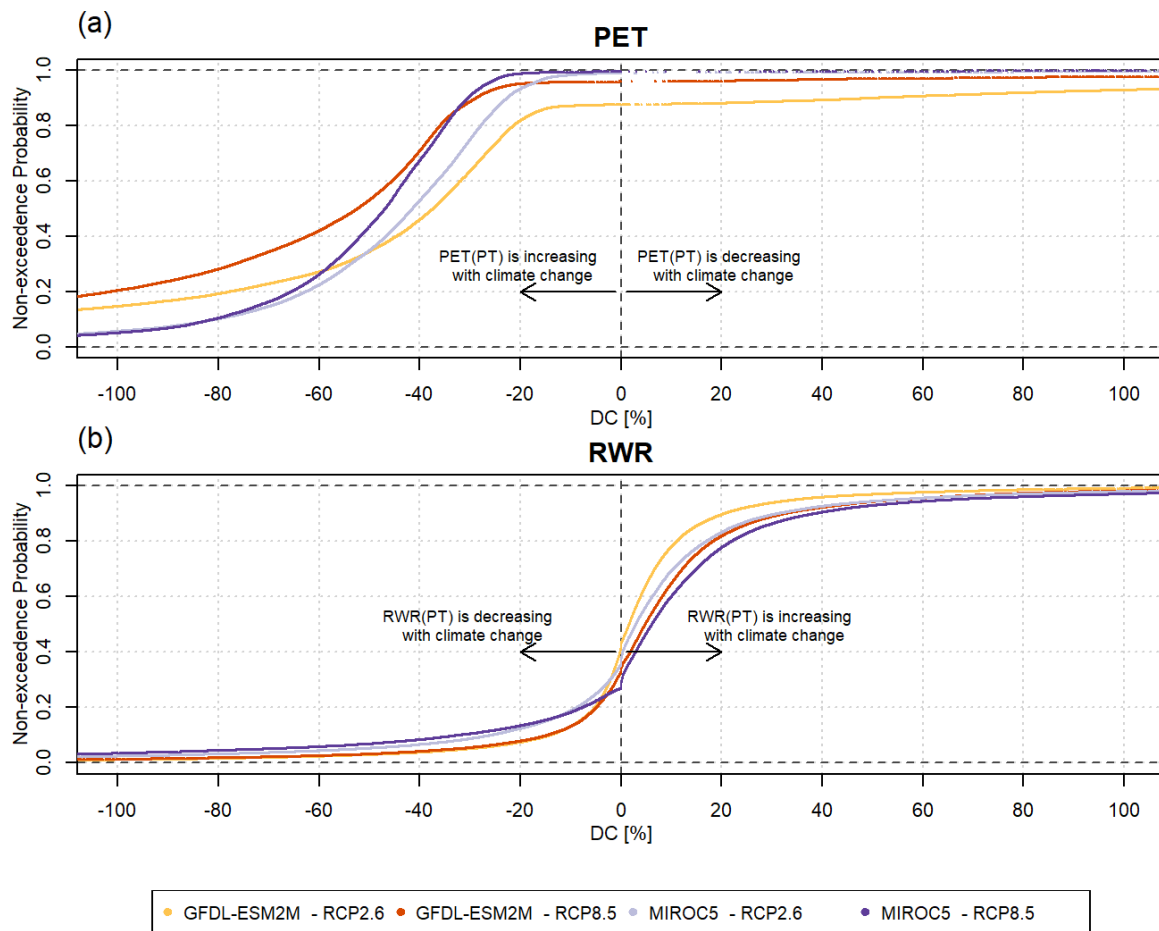 (a)
PET
Non-exceedence Probability
1.0
0.8
0.6
0.4
0.2
0.0
PET(PT) is increasing
with climate change
PET(PT) is decreasing
with climate change
-100 -80 -60 -40 -20 0 20 40 60 80 100
DC [%]
(b)
RWR
Non-exceedence Probability
1.0
0.8
0.6
0.4
0.2
0.0
RWR(PT) is decreasing
with climate change
RWR(PT) is increasing
with climate change
-100 -80 -60 -40 -20 0 20 40 60 80 100
DC [%]
GFDL-ESM2M - RCP2.6 GFDL-ESM2M - RCP8.5 MIROC5 - RCP2.6 MIROC5 - RCP8.5